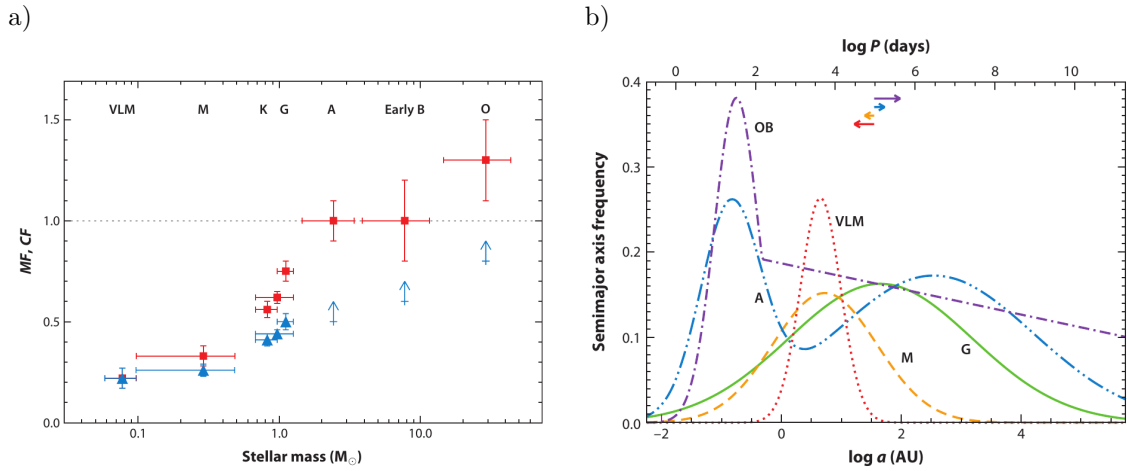 a)
VLM M K G A Early B O
1.5
1.0
0.5
0.0
MF, CF
0.1 1.0 10.0
Stellar mass (M☉)
b)
log P (days)
0 2 4 6 8 10
0.4
0.3
0.2
0.1
0.0
Semimajor axis frequency
OB
VLM
A
M
G
−2 0 2 4
log a (AU)